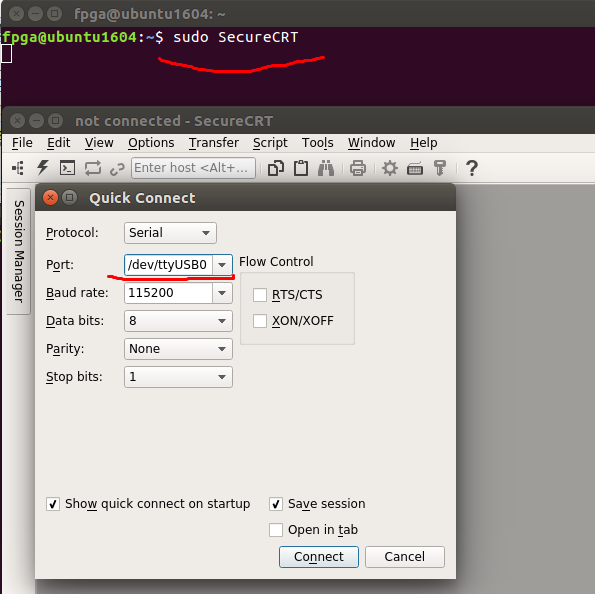 fpga@ubuntu1604: ~
fpga@ubuntu1604:~$ sudo SecureCRT
not connected - SecureCRT
File Edit View Options Transfer Script Tools Window Help
Enter host <Alt+...
Session Manager
Quick Connect
Protocol: Serial
Port: /dev/ttyUSB0 Flow Control
Baud rate: 115200 RTS/CTS
Data bits: 8 XON/XOFF
Parity: None
Stop bits: 1
Show quick connect on startup Save session
Open in tab
Connect Cancel